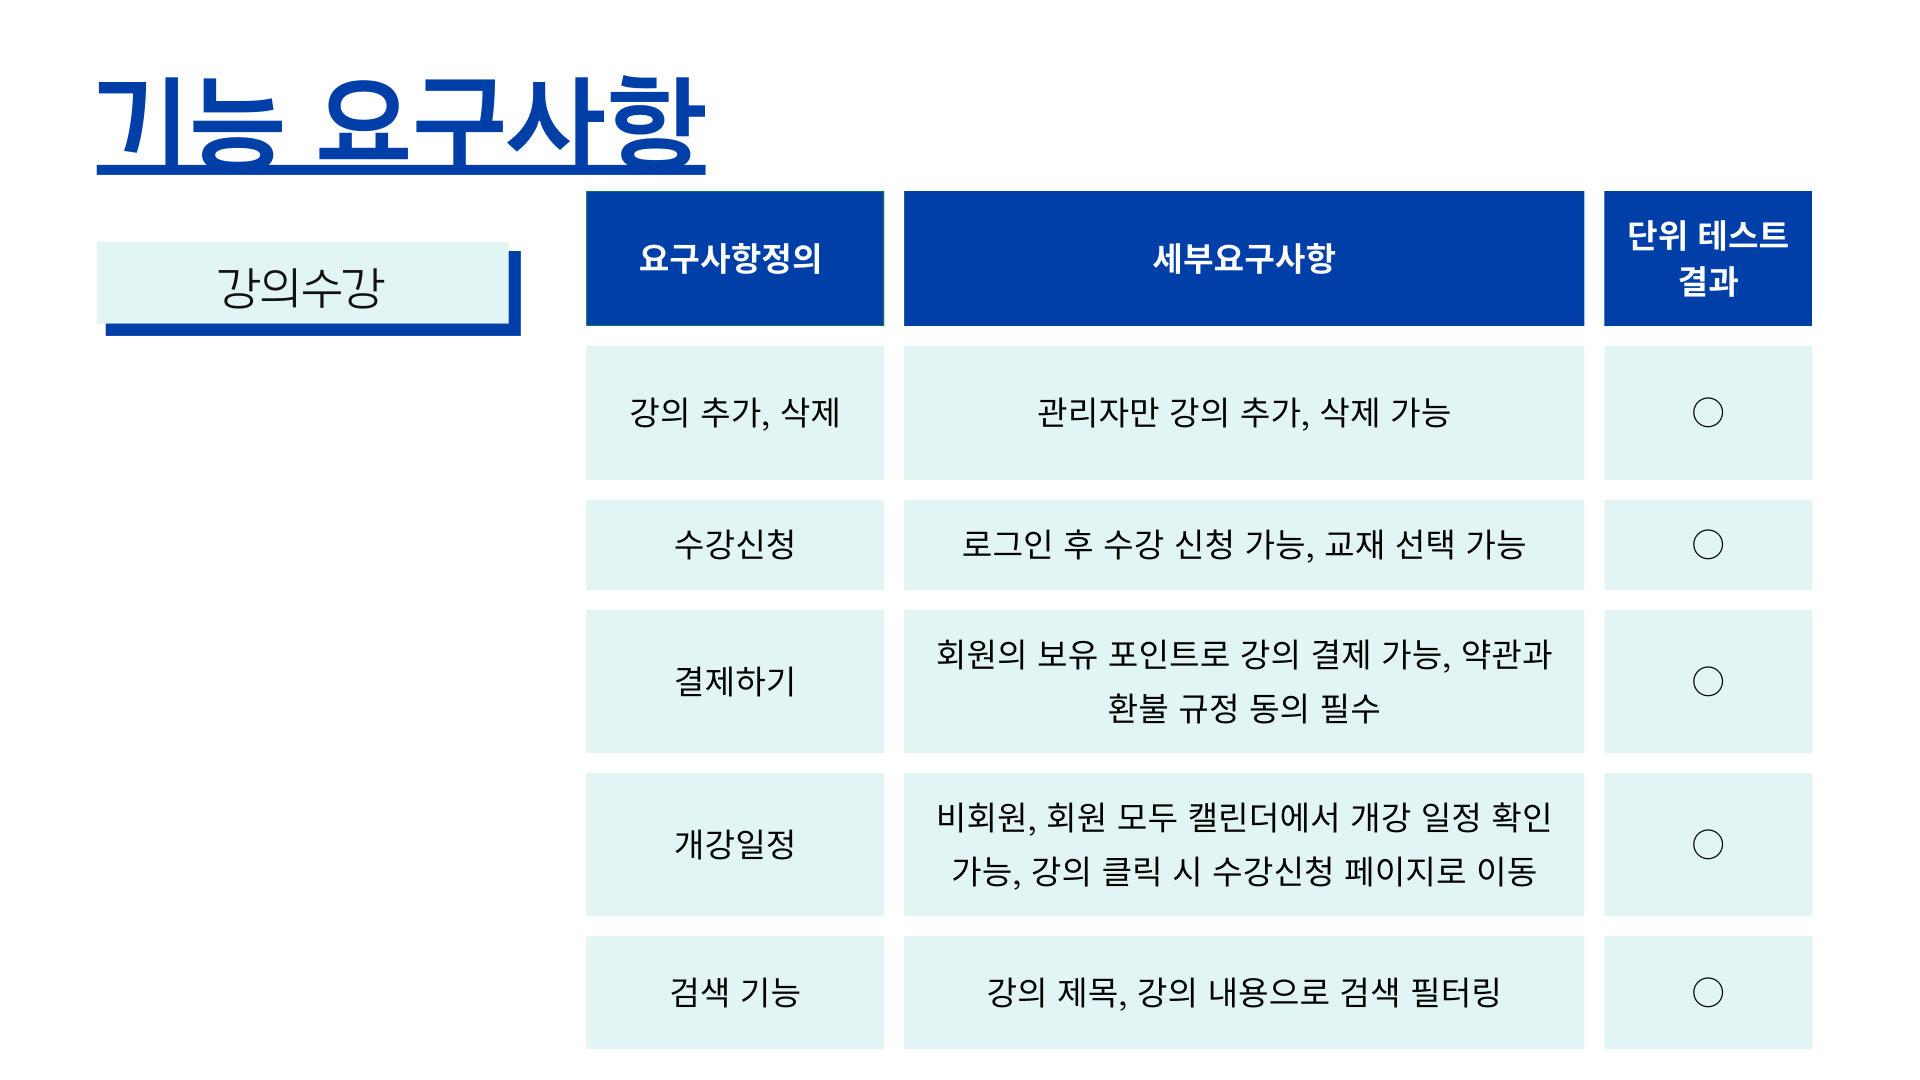 기능 요구사항
강의수강
요구사항정의
세부요구사항
단위 테스트
결과
강의 추가, 삭제
관리자만 강의 추가, 삭제 가능
○
수강신청
로그인 후 수강 신청 가능, 교재 선택 가능
○
결제하기
회원의 보유 포인트로 강의 결제 가능, 약관과
환불 규정 동의 필수
○
개강일정
비회원, 회원 모두 캘린더에서 개강 일정 확인
가능, 강의 클릭 시 수강신청 페이지로 이동
○
검색 기능
강의 제목, 강의 내용으로 검색 필터링
○